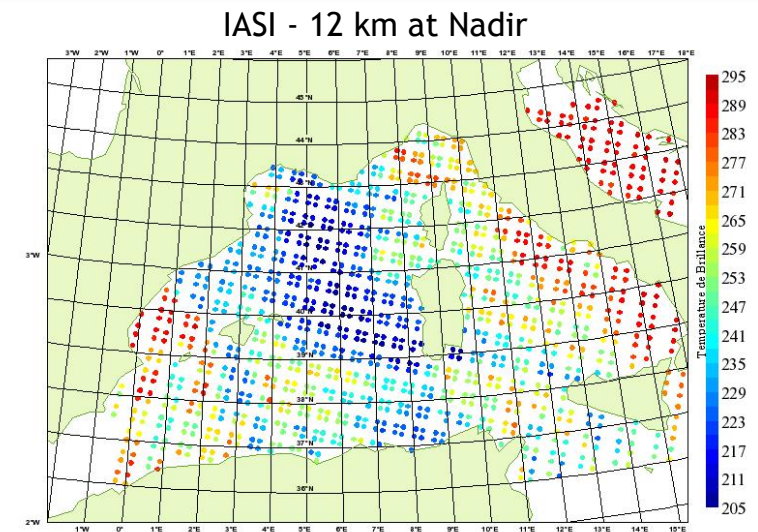 IASI - 12 km at Nadir
3°W 2°W 1°W 0° 1°E 2°E 3°E 4°E 5°E 6°E 7°E 8°E 9°E 10°E 11°E 12°E 13°E 14°E 15°E 16°E 17°E 18°E
45°N
44°N
3°W
40°N
39°N
38°N
37°N
36°N
2°W
1°W 0° 1°E 2°E 3°E 4°E 5°E 6°E 7°E 8°E 9°E 10°E 11°E 12°E 13°E 14°E 15°E
Temperature de Brillance
295
289
283
277
271
265
259
253
247
241
235
229
223
217
211
205